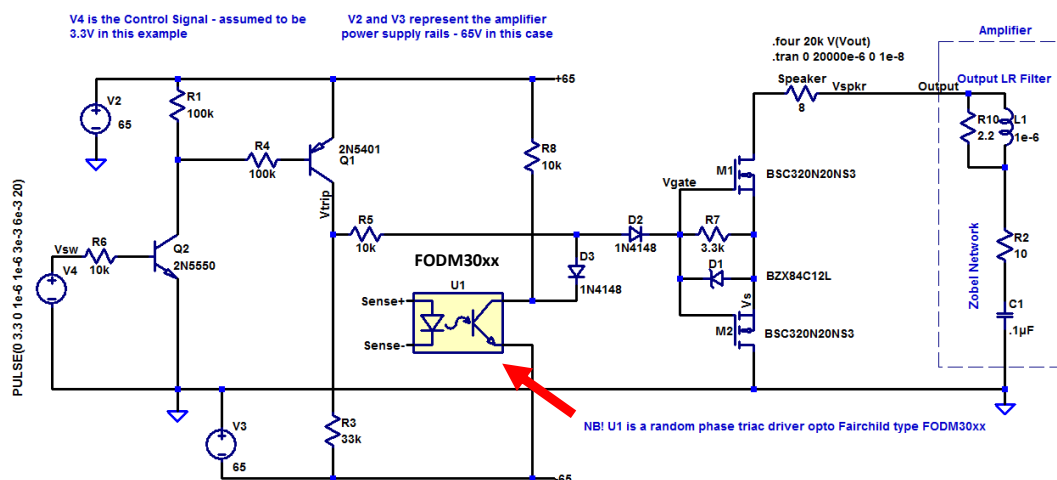 V4 is the Control Signal - assumed to be
3.3V in this example
V2 and V3 represent the amplifier
power supply rails - 65V in this case
.four 20k V(Vout)
.tran 0 20000e-6 0 1e-8
Amplifier
Output LR Filter
Speaker
8
Vspkr
Output
+65
V2
65
R1
100k
R4
100k
2N5401
Q1
R8
10k
R10
2.2
L1
1e-6
M1
BSC320N20NS3
Vgate
Vtrip
R5
10k
D2
1N4148
R7
3.3k
D3
1N4148
D1
BZX84C12L
Vs
M2
BSC320N20NS3
Vsw
R6
10k
Q2
2N5550
V4
PULSE(0 3.3 0 1e-6 1e-6 3e-3 6e-3 20)
FODM30xx
U1
Sense+
Sense-
R2
10
Zobel Network
C1
.1µF
V3
65
R3
33k
-65
NB! U1 is a random phase triac driver opto Fairchild type FODM30xx